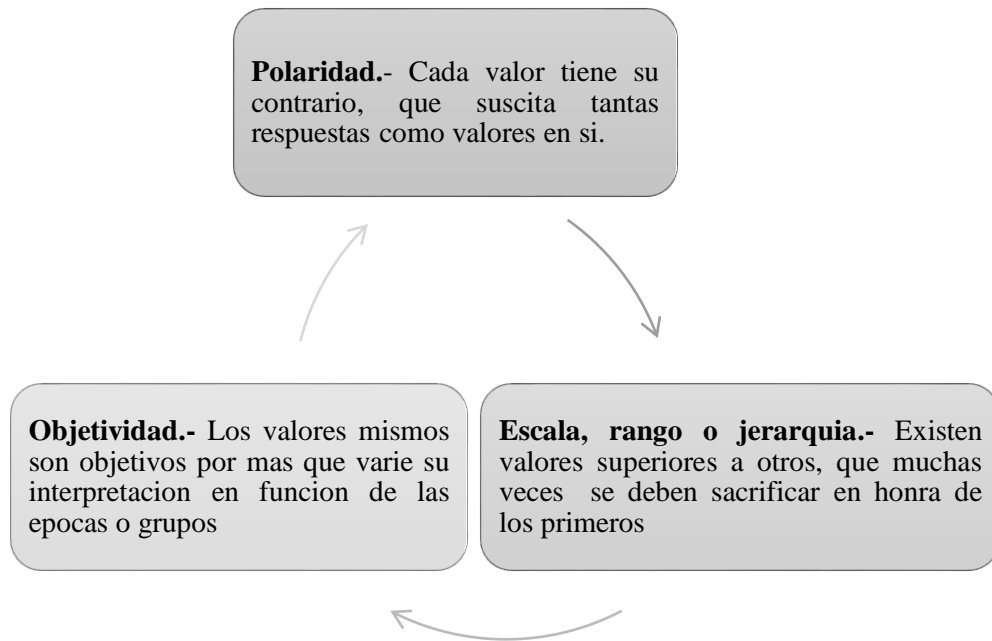 Polaridad.- Cada valor tiene su
contrario, que suscita tantas
respuestas como valores en si.
Escala, rango o jerarquia.- Existen
valores superiores a otros, que muchas
veces se deben sacrificar en honra de
los primeros
Objetividad.- Los valores mismos
son objetivos por mas que varie su
interpretacion en funcion de las
epocas o grupos